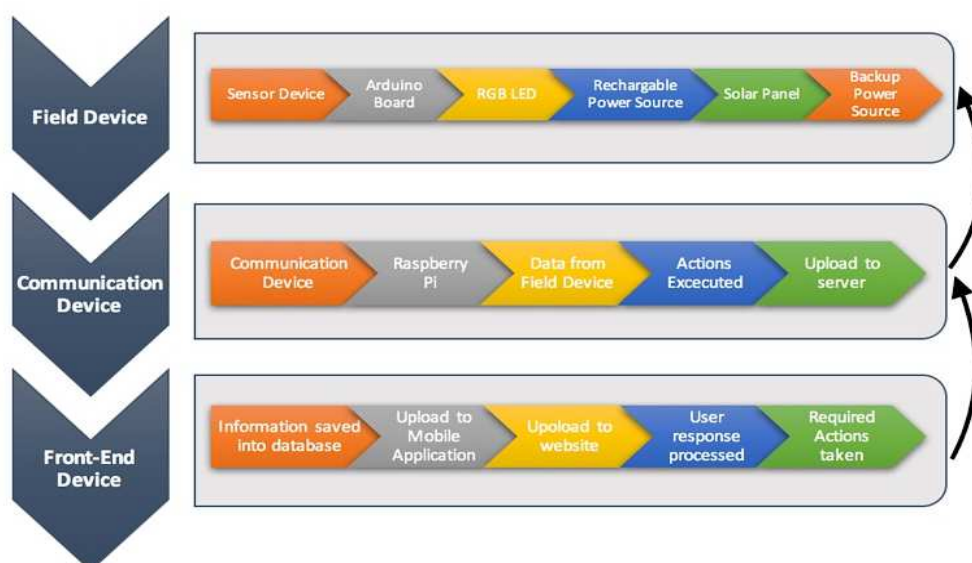 Field Device
Sensor Device
Arduino
Board
RGB LED
Rechargable
Power Source
Solar Panel
Backup
Power
Source
Communication
Device
Communication
Device
Raspberry
Pi
Data from
Field Device
Actions
Excecuted
Upload to
server
Front-End
Device
Information saved
into database
Upload to
Mobile
Application
Upoload to
website
User
response
processed
Required
Actions
taken